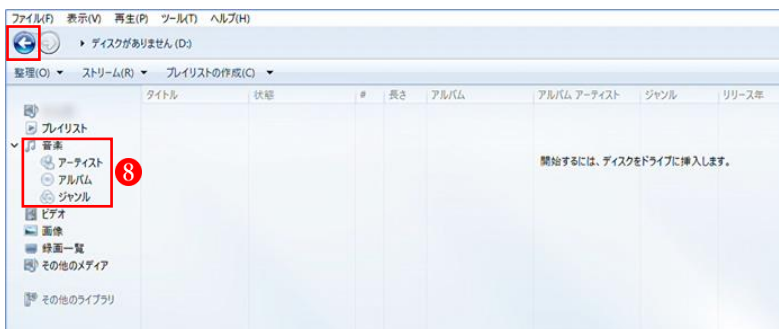 ファイル(F) 表示(V) 再生(P) ツール(T) ヘルプ(H)
ディスクがありません (D:)
整理(O) ストリーム(R) プレイリストの作成(C)
タイトル 状態 # 長さ アルバム アルバム アーティスト ジャンル リリース年
プレイリスト
音楽
アーティスト
アルバム
ジャンル
8
ビデオ
画像
録画一覧
その他のメディア
その他のライブラリ
開始するには、ディスクをドライブに挿入します。